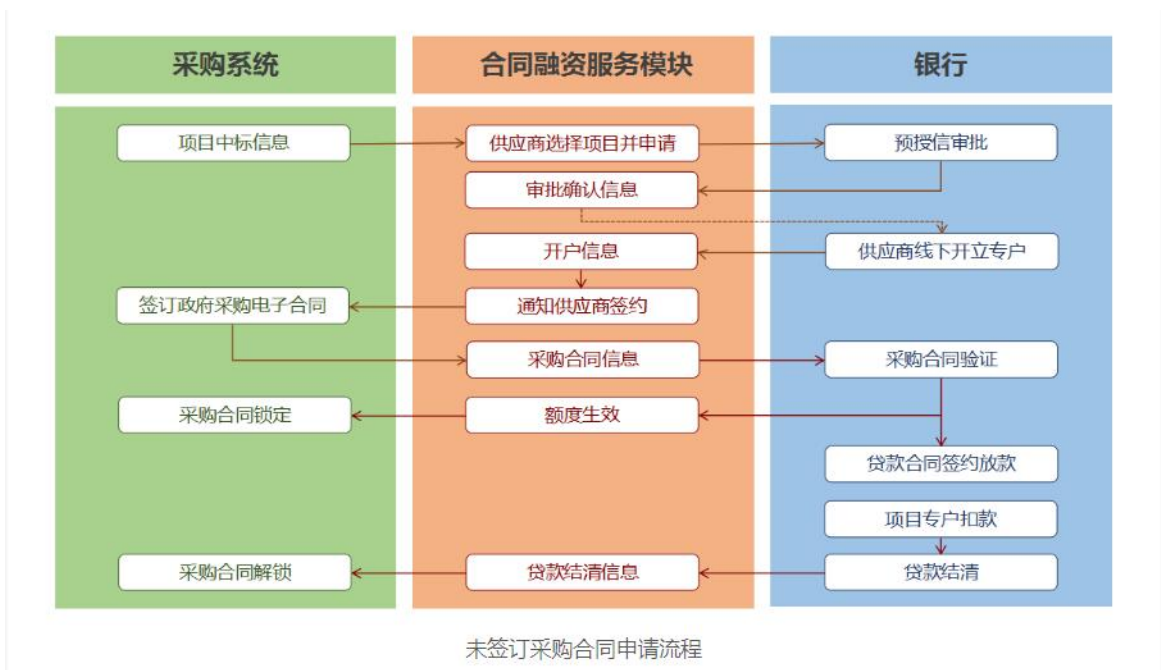 采购系统 合同融资服务模块 银行
项目中标信息 供应商选择项目并申请 预授信审批
审批确认信息
开户信息 供应商线下开立专户
签订政府采购电子合同 通知供应商签约
采购合同信息 采购合同验证
采购合同锁定 额度生效
贷款合同签约放款
项目专户扣款
采购合同解锁 贷款结清信息 贷款结清
未签订采购合同申请流程